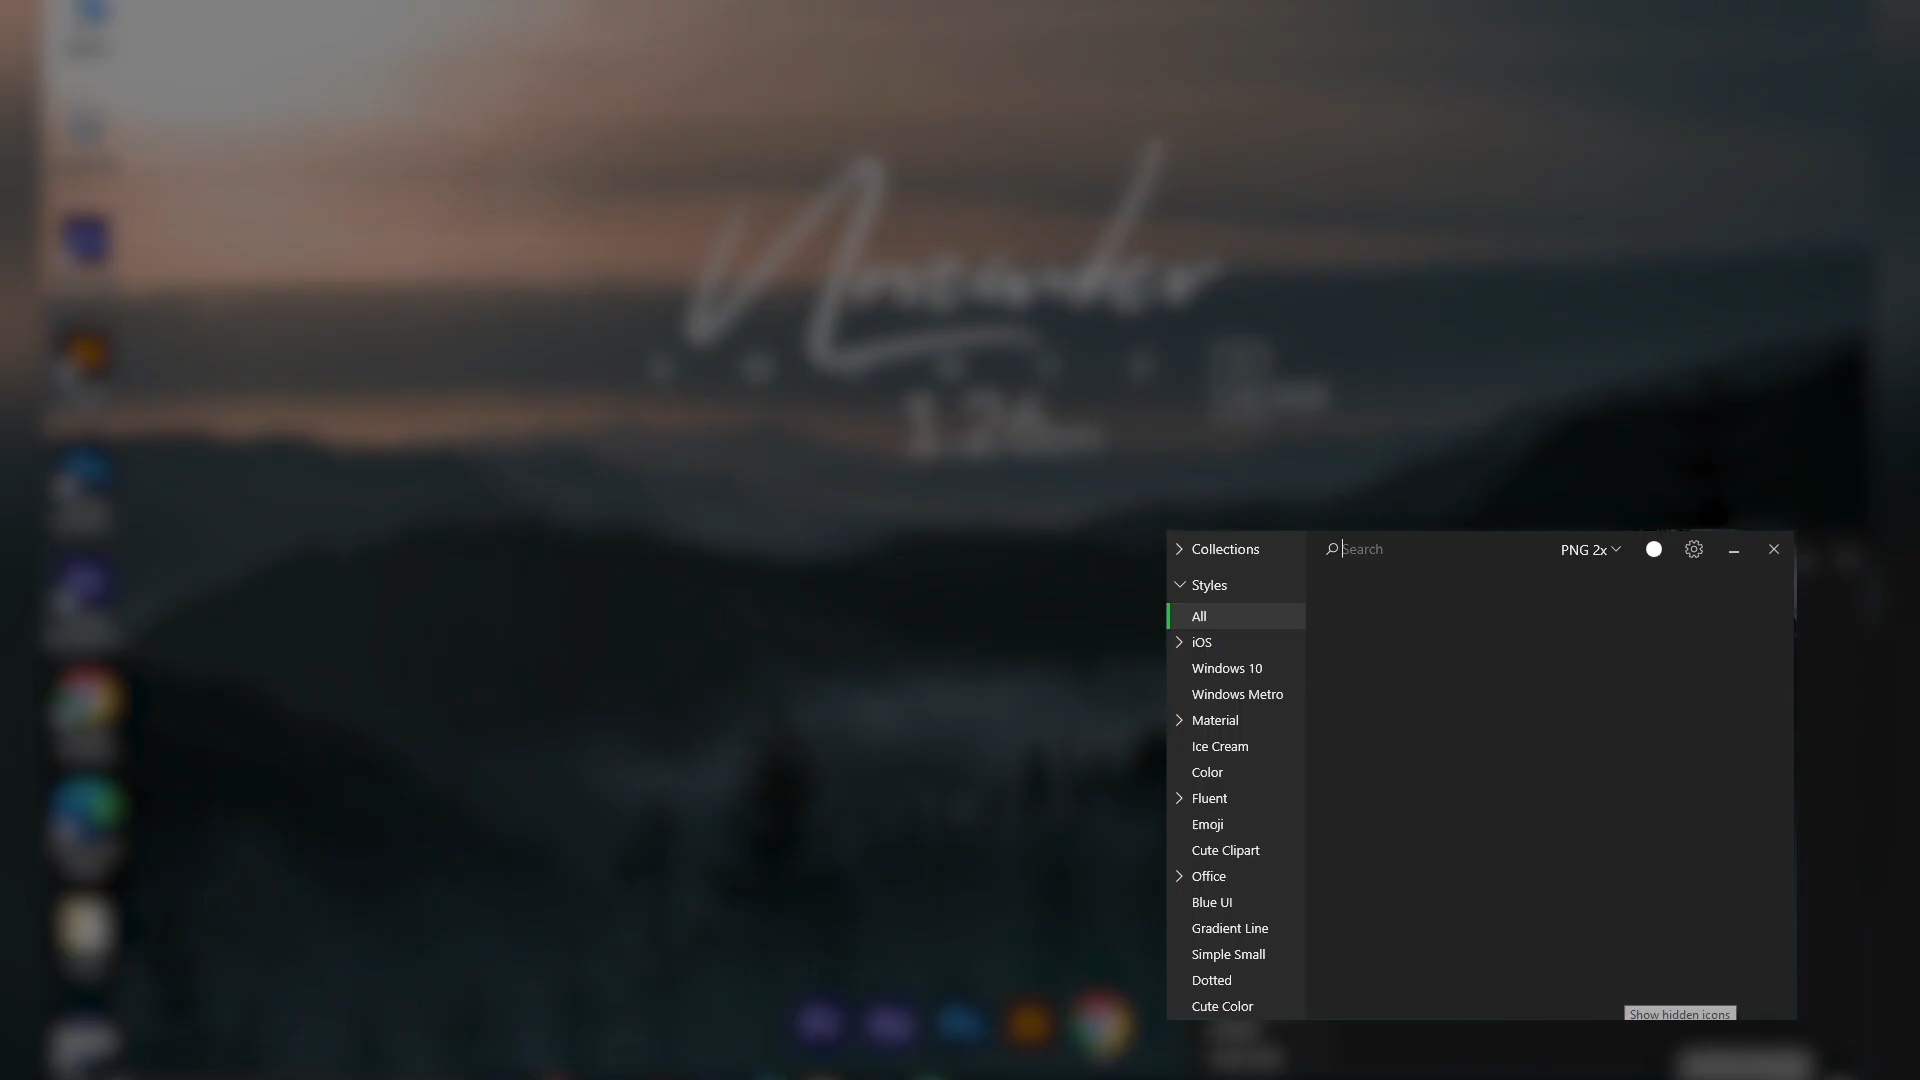 November
Collections
Search
PNG 2x
Styles
All
iOS
Windows 10
Windows Metro
Material
Ice Cream
Color
Fluent
Emoji
Cute Clipart
Office
Blue UI
Gradient Line
Simple Small
Dotted
Cute Color
Show hidden icons